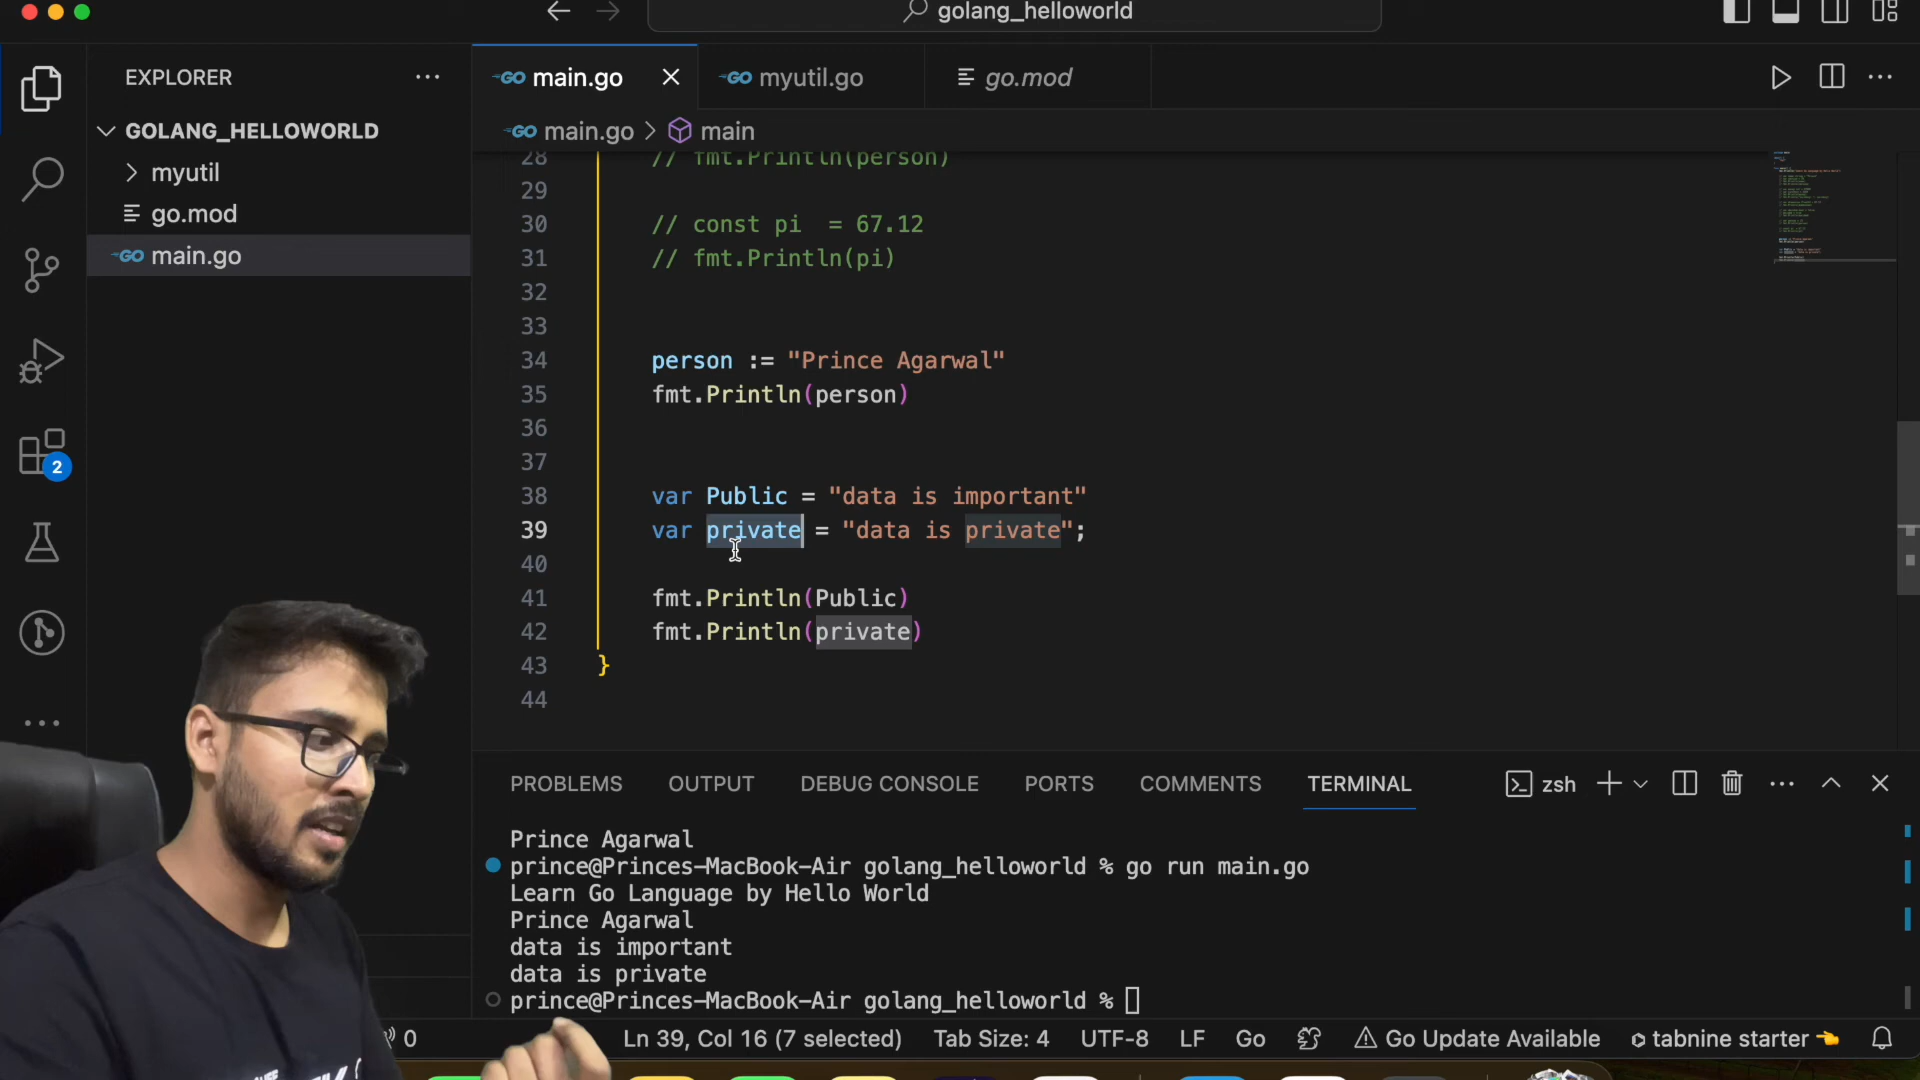 golang_helloworld
EXPLORER
GOLANG_HELLOWORLD
myutil
go.mod
GO main.go
2
GO main.go
GO myutil.go
go.mod
GO main.go > main
28 // fmt.Println(person)
29
30 // const pi  = 67.12
31 // fmt.Println(pi)
32
33
34 person := "Prince Agarwal"
35 fmt.Println(person)
36
37
38 var Public = "data is important"
39 var private = "data is private";
40
41 fmt.Println(Public)
42 fmt.Println(private)
43 }
44
PROBLEMS OUTPUT DEBUG CONSOLE PORTS COMMENTS TERMINAL zsh
Prince Agarwal
prince@Princes-MacBook-Air golang_helloworld % go run main.go
Learn Go Language by Hello World
Prince Agarwal
data is important
data is private
prince@Princes-MacBook-Air golang_helloworld %
0 Ln 39, Col 16 (7 selected) Tab Size: 4 UTF-8 LF Go Go Update Available tabnine starter